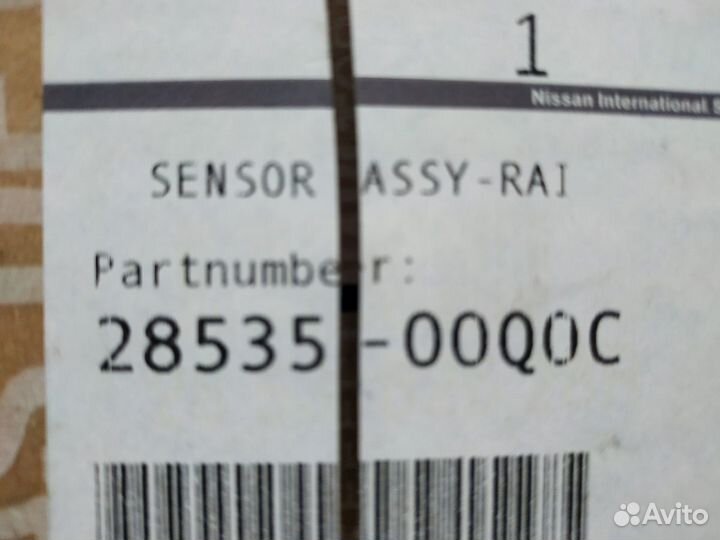 1
Nissan International S
SENSOR ASSY-RAI
Partnumber:
28535-00Q0C
Avito